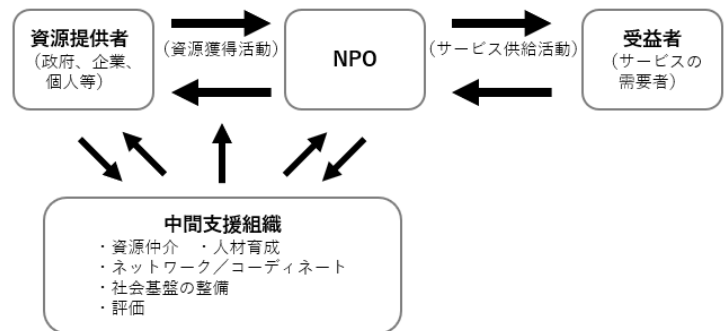 資源提供者
（政府、企業、
個人等）
（資源獲得活動）
NPO
（サービス供給活動）
受益者
（サービスの
需要者）
中間支援組織
・資源仲介　・人材育成
・ネットワーク／コーディネート
・社会基盤の整備
・評価